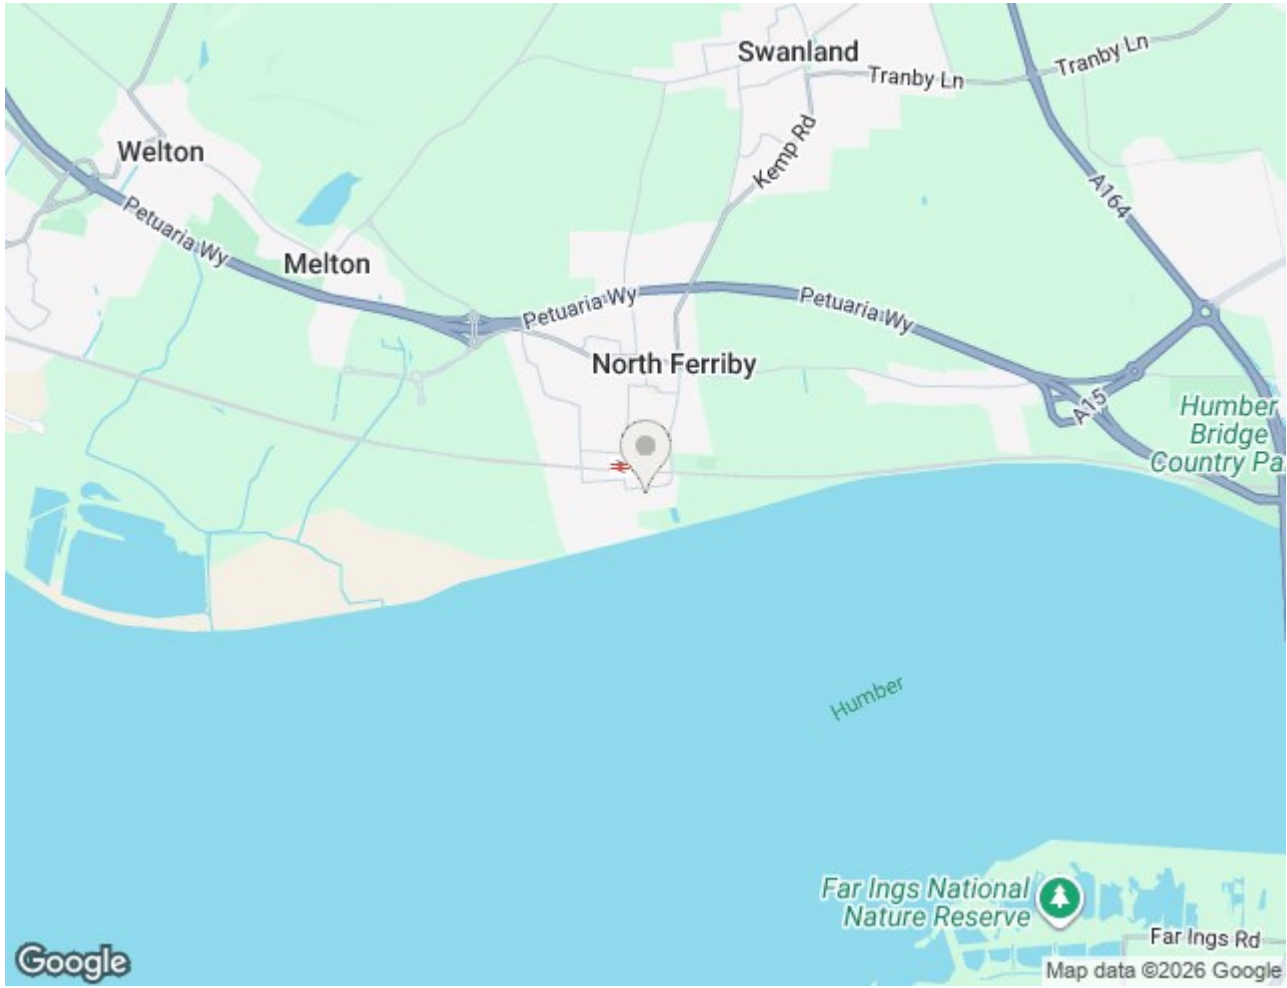 Swanland
Tranby Ln
Tranby Ln
Kemp Rd
Welton
A164
Petuaria Wy
Melton
Petuaria Wy
Petuaria Wy
North Ferriby
A15
Humber
Bridge
Country Pa
Humber
Far Ings National
Nature Reserve
Far Ings Rd
Google
Map data ©2026 Google